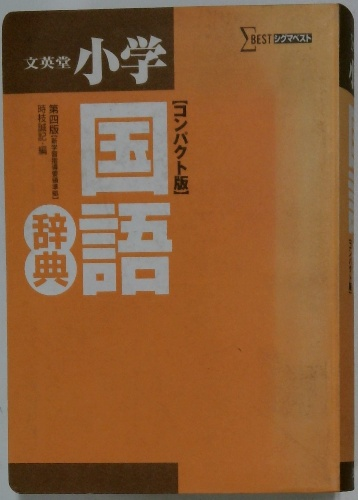 文英堂 小学
ΣBEST シグマベスト
国語
辞典
【コンパクト版】
第四版
時枝誠記・編